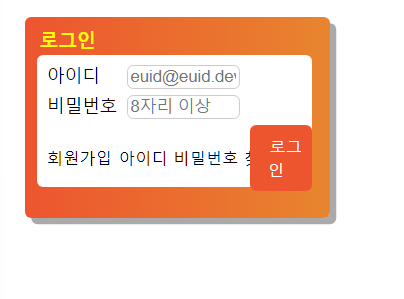 로그인
아이디 euid@euid.dev
비밀번호 8자리 이상
회원가입 아이디 비밀번호
로그
인